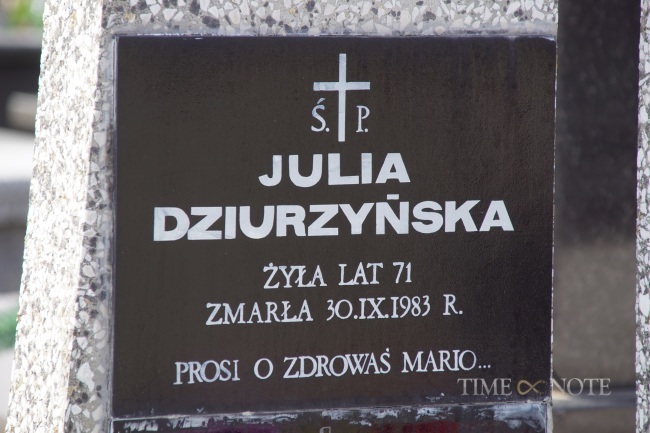 Ś. P.
JULIA
DZIURZYŃSKA
ŻYŁA LAT 71
ZMARŁA 30.IX.1983 R.
PROSI O ZDROWAŚ MARIO...
TIME NOTE